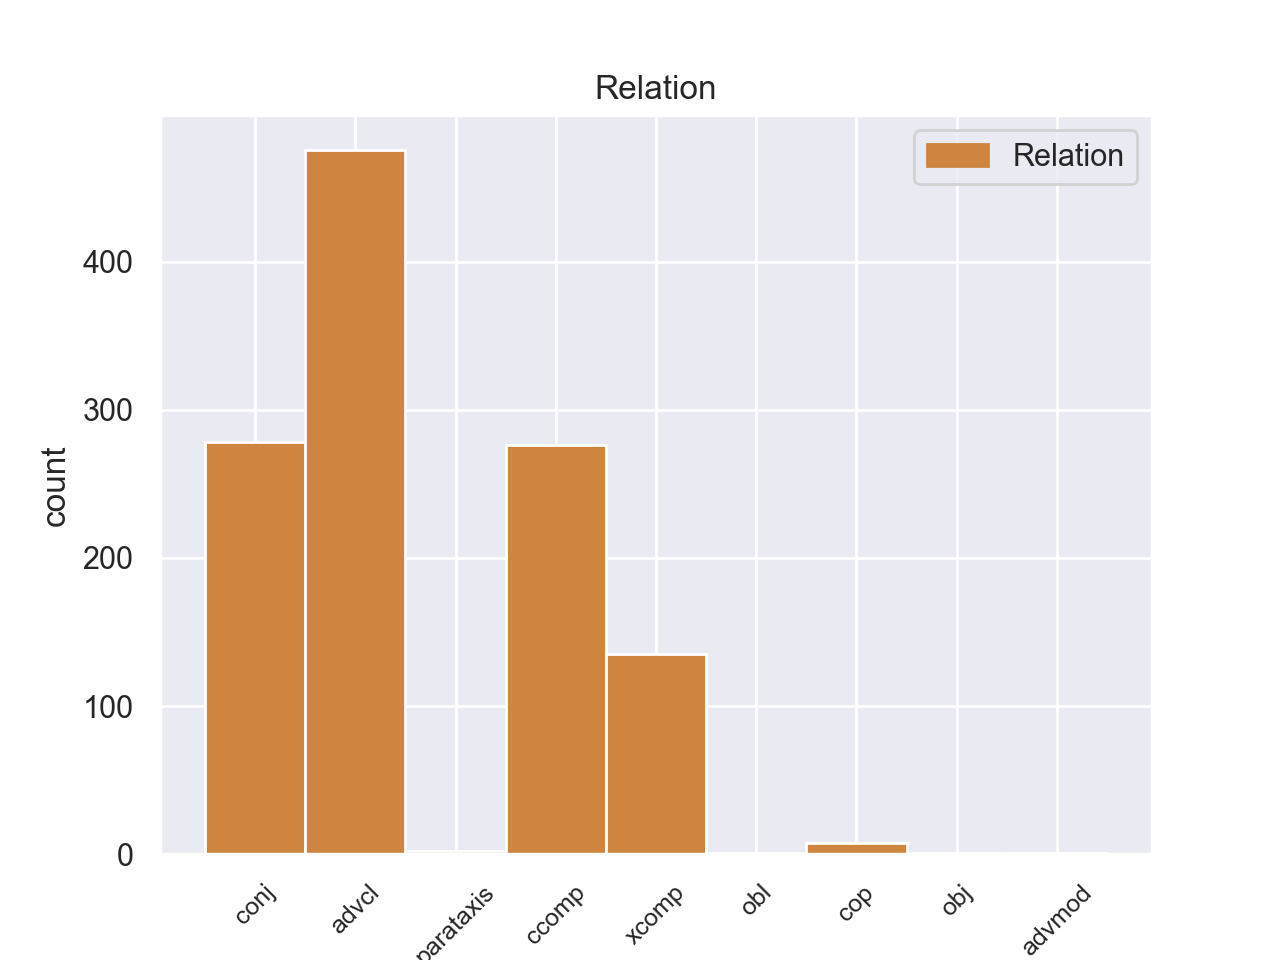 Relation
Relation
400
300
200
100
0
count
conj
advcl
parataxis
ccomp
xcomp
obl
cop
obj
advmod